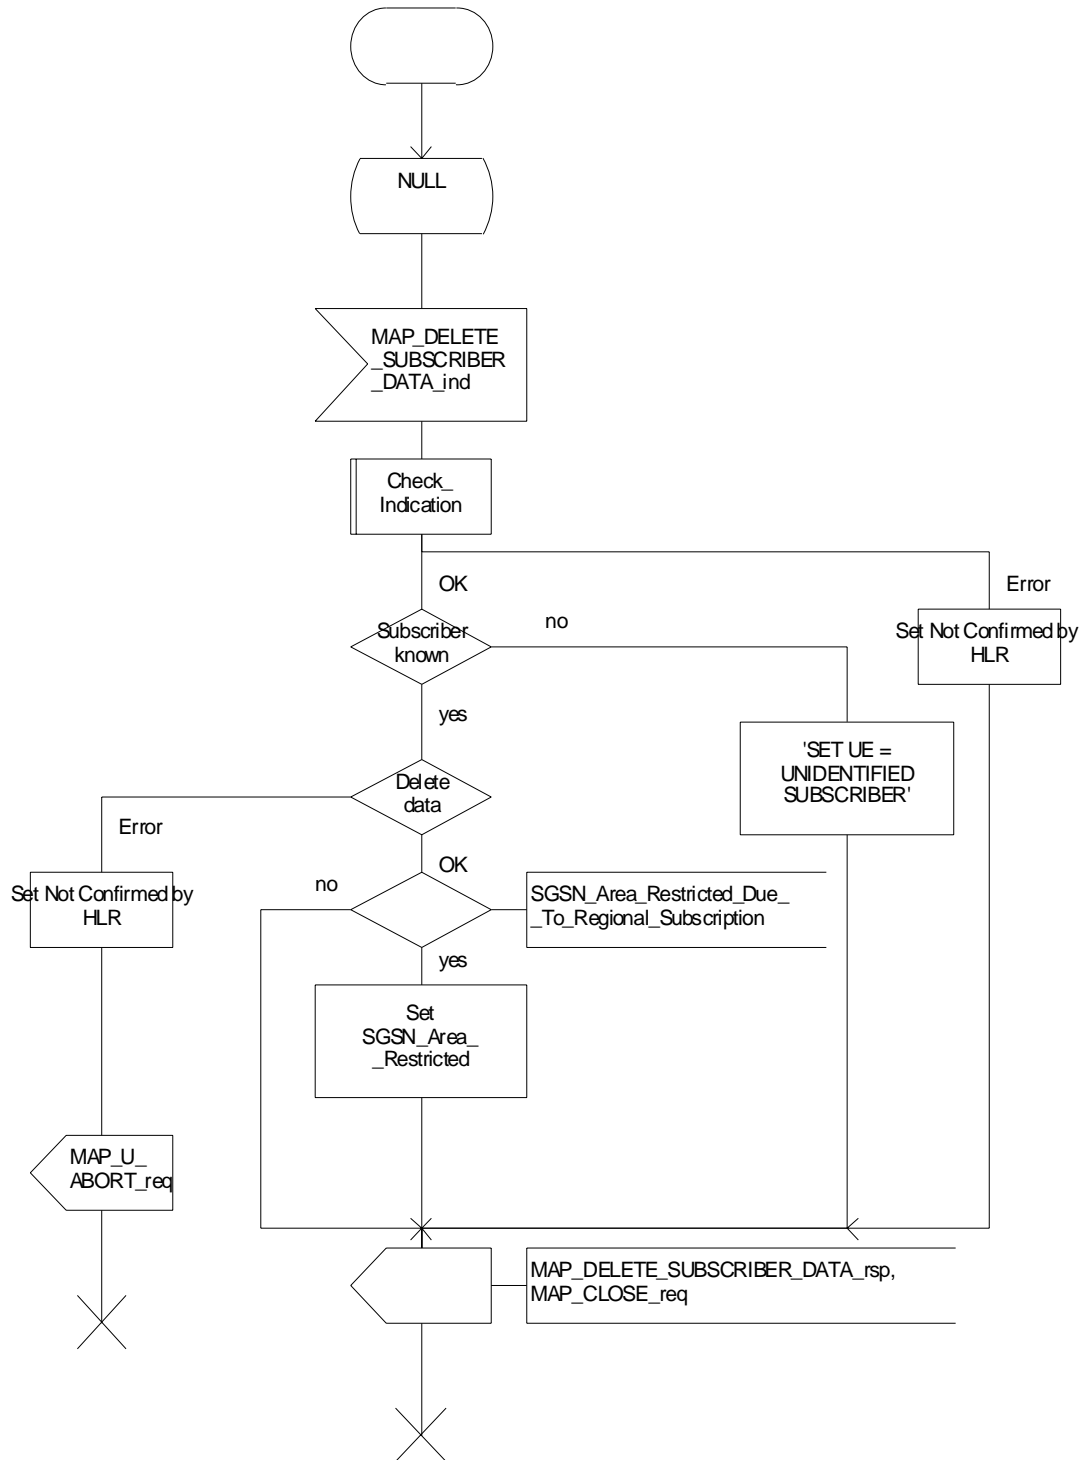 NULL
MAP_DELETE
_SUBSCRIBER
_DATA_ind
Check_
Indication
OK
Error
Subscriber
known
no
Set Not Confirmed by
HLR
yes
'SET UE =
UNIDENTIFIED
SUBSCRIBER'
Delete
data
Error
OK
no
Set Not Confirmed by
HLR
SGSN_Area_Restricted_Due_
_To_Regional_Subscription
yes
Set
SGSN_Area_
_Restricted
MAP_U_
ABORT_req
MAP_DELETE_SUBSCRIBER_DATA_rsp,
MAP_CLOSE_req